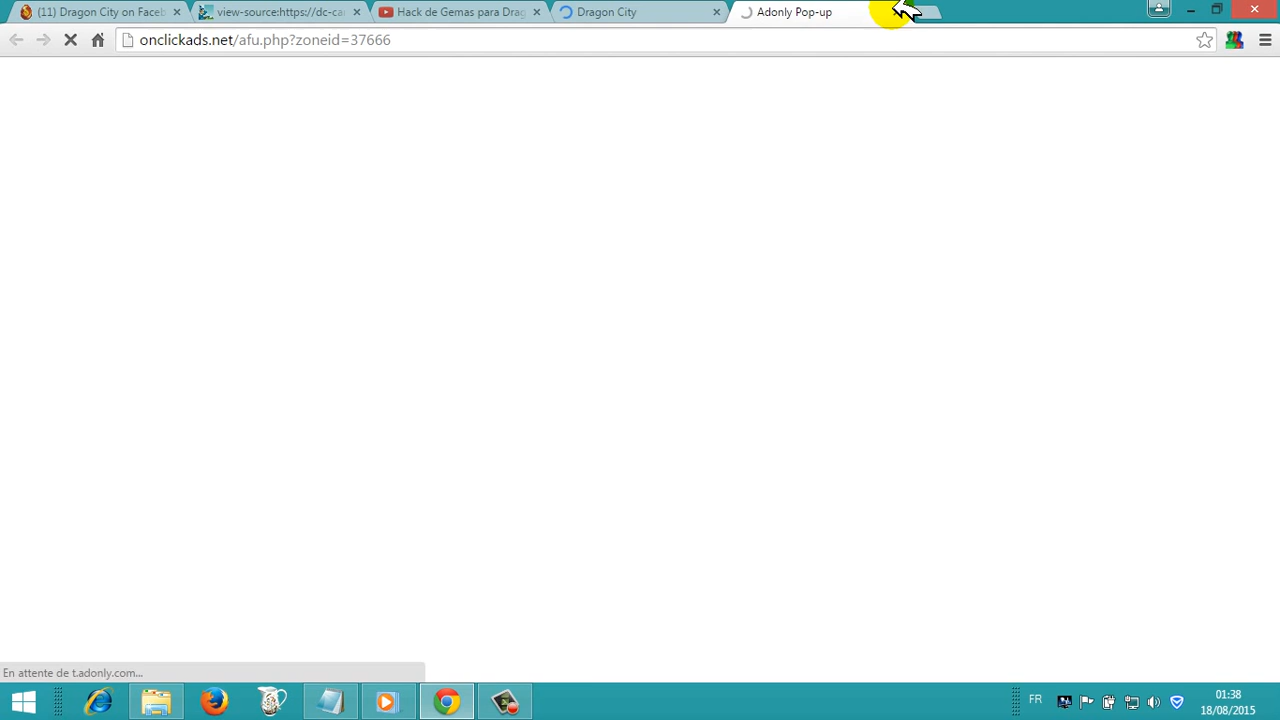 (11) Dragon City on Faceb
view-source:https://dc-ca
Hack de Gemas para Drag
Dragon City
Adonly Pop-up
onclickads.net/afu.php?zoneid=37666
En attente de t.adonly.com...
FR
01:38
18/08/2015